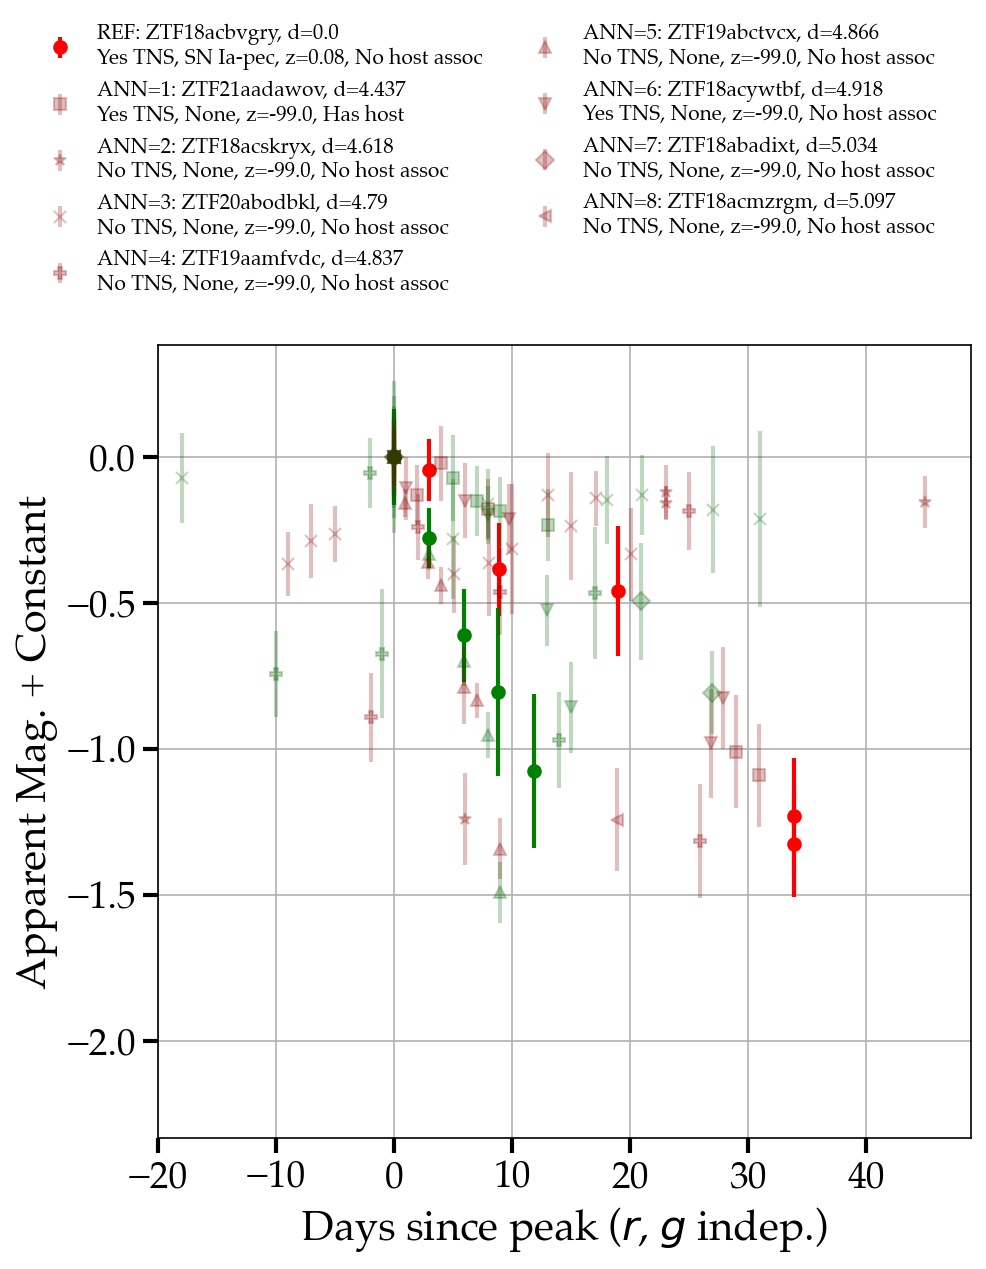 REF: ZTF18acbvgry, d=0.0
Yes TNS, SN Ia-pec, z=0.08, No host assoc
ANN=1: ZTF21aadawov, d=4.437
Yes TNS, None, z=-99.0, Has host
ANN=2: ZTF18acskryx, d=4.618
No TNS, None, z=-99.0, No host assoc
ANN=3: ZTF20abodbkl, d=4.79
No TNS, None, z=-99.0, No host assoc
ANN=4: ZTF19aamfvdc, d=4.837
No TNS, None, z=-99.0, No host assoc
ANN=5: ZTF19abctvcx, d=4.866
No TNS, None, z=-99.0, No host assoc
ANN=6: ZTF18acywtbf, d=4.918
Yes TNS, None, z=-99.0, No host assoc
ANN=7: ZTF18abadixt, d=5.034
No TNS, None, z=-99.0, No host assoc
ANN=8: ZTF18acmzrgm, d=5.097
No TNS, None, z=-99.0, No host assoc
Apparent Mag. + Constant
0.0
−0.5
−1.0
−1.5
−2.0
−20 −10 0 10 20 30 40
Days since peak (r, g indep.)